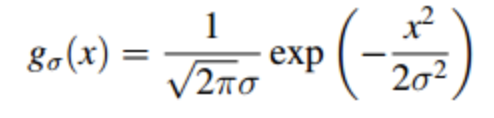 g_σ(x) = \frac{1}{\sqrt{2π}σ} exp \left( -\frac{x^2}{2σ^2} \right)